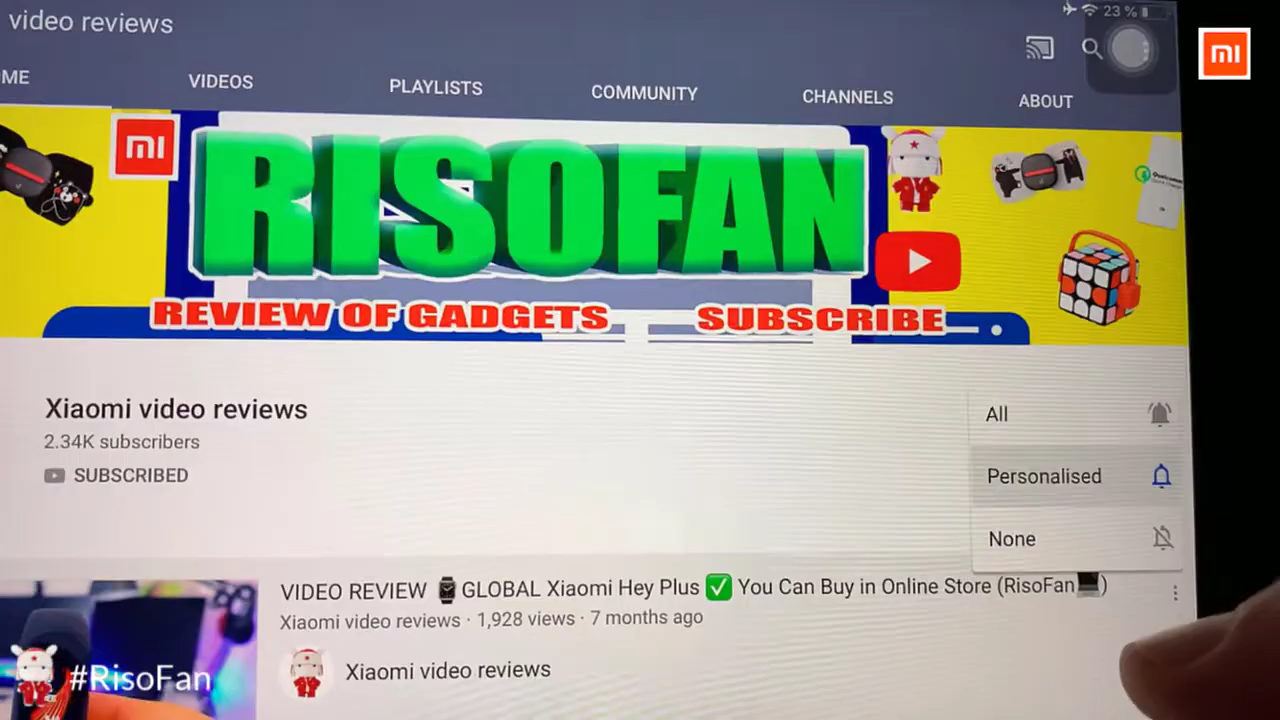 video reviews
23 %
mi
ME
VIDEOS
PLAYLISTS
COMMUNITY
CHANNELS
ABOUT
mi
RISOFAN
REVIEW OF GADGETS
SUBSCRIBE
Xiaomi video reviews
2.34K subscribers
SUBSCRIBED
All
Personalised
None
VIDEO REVIEW ⌚GLOBAL Xiaomi Hey Plus ✅ You Can Buy in Online Store (RisoFan💻)
Xiaomi video reviews · 1,928 views · 7 months ago
Xiaomi video reviews
#RisoFan